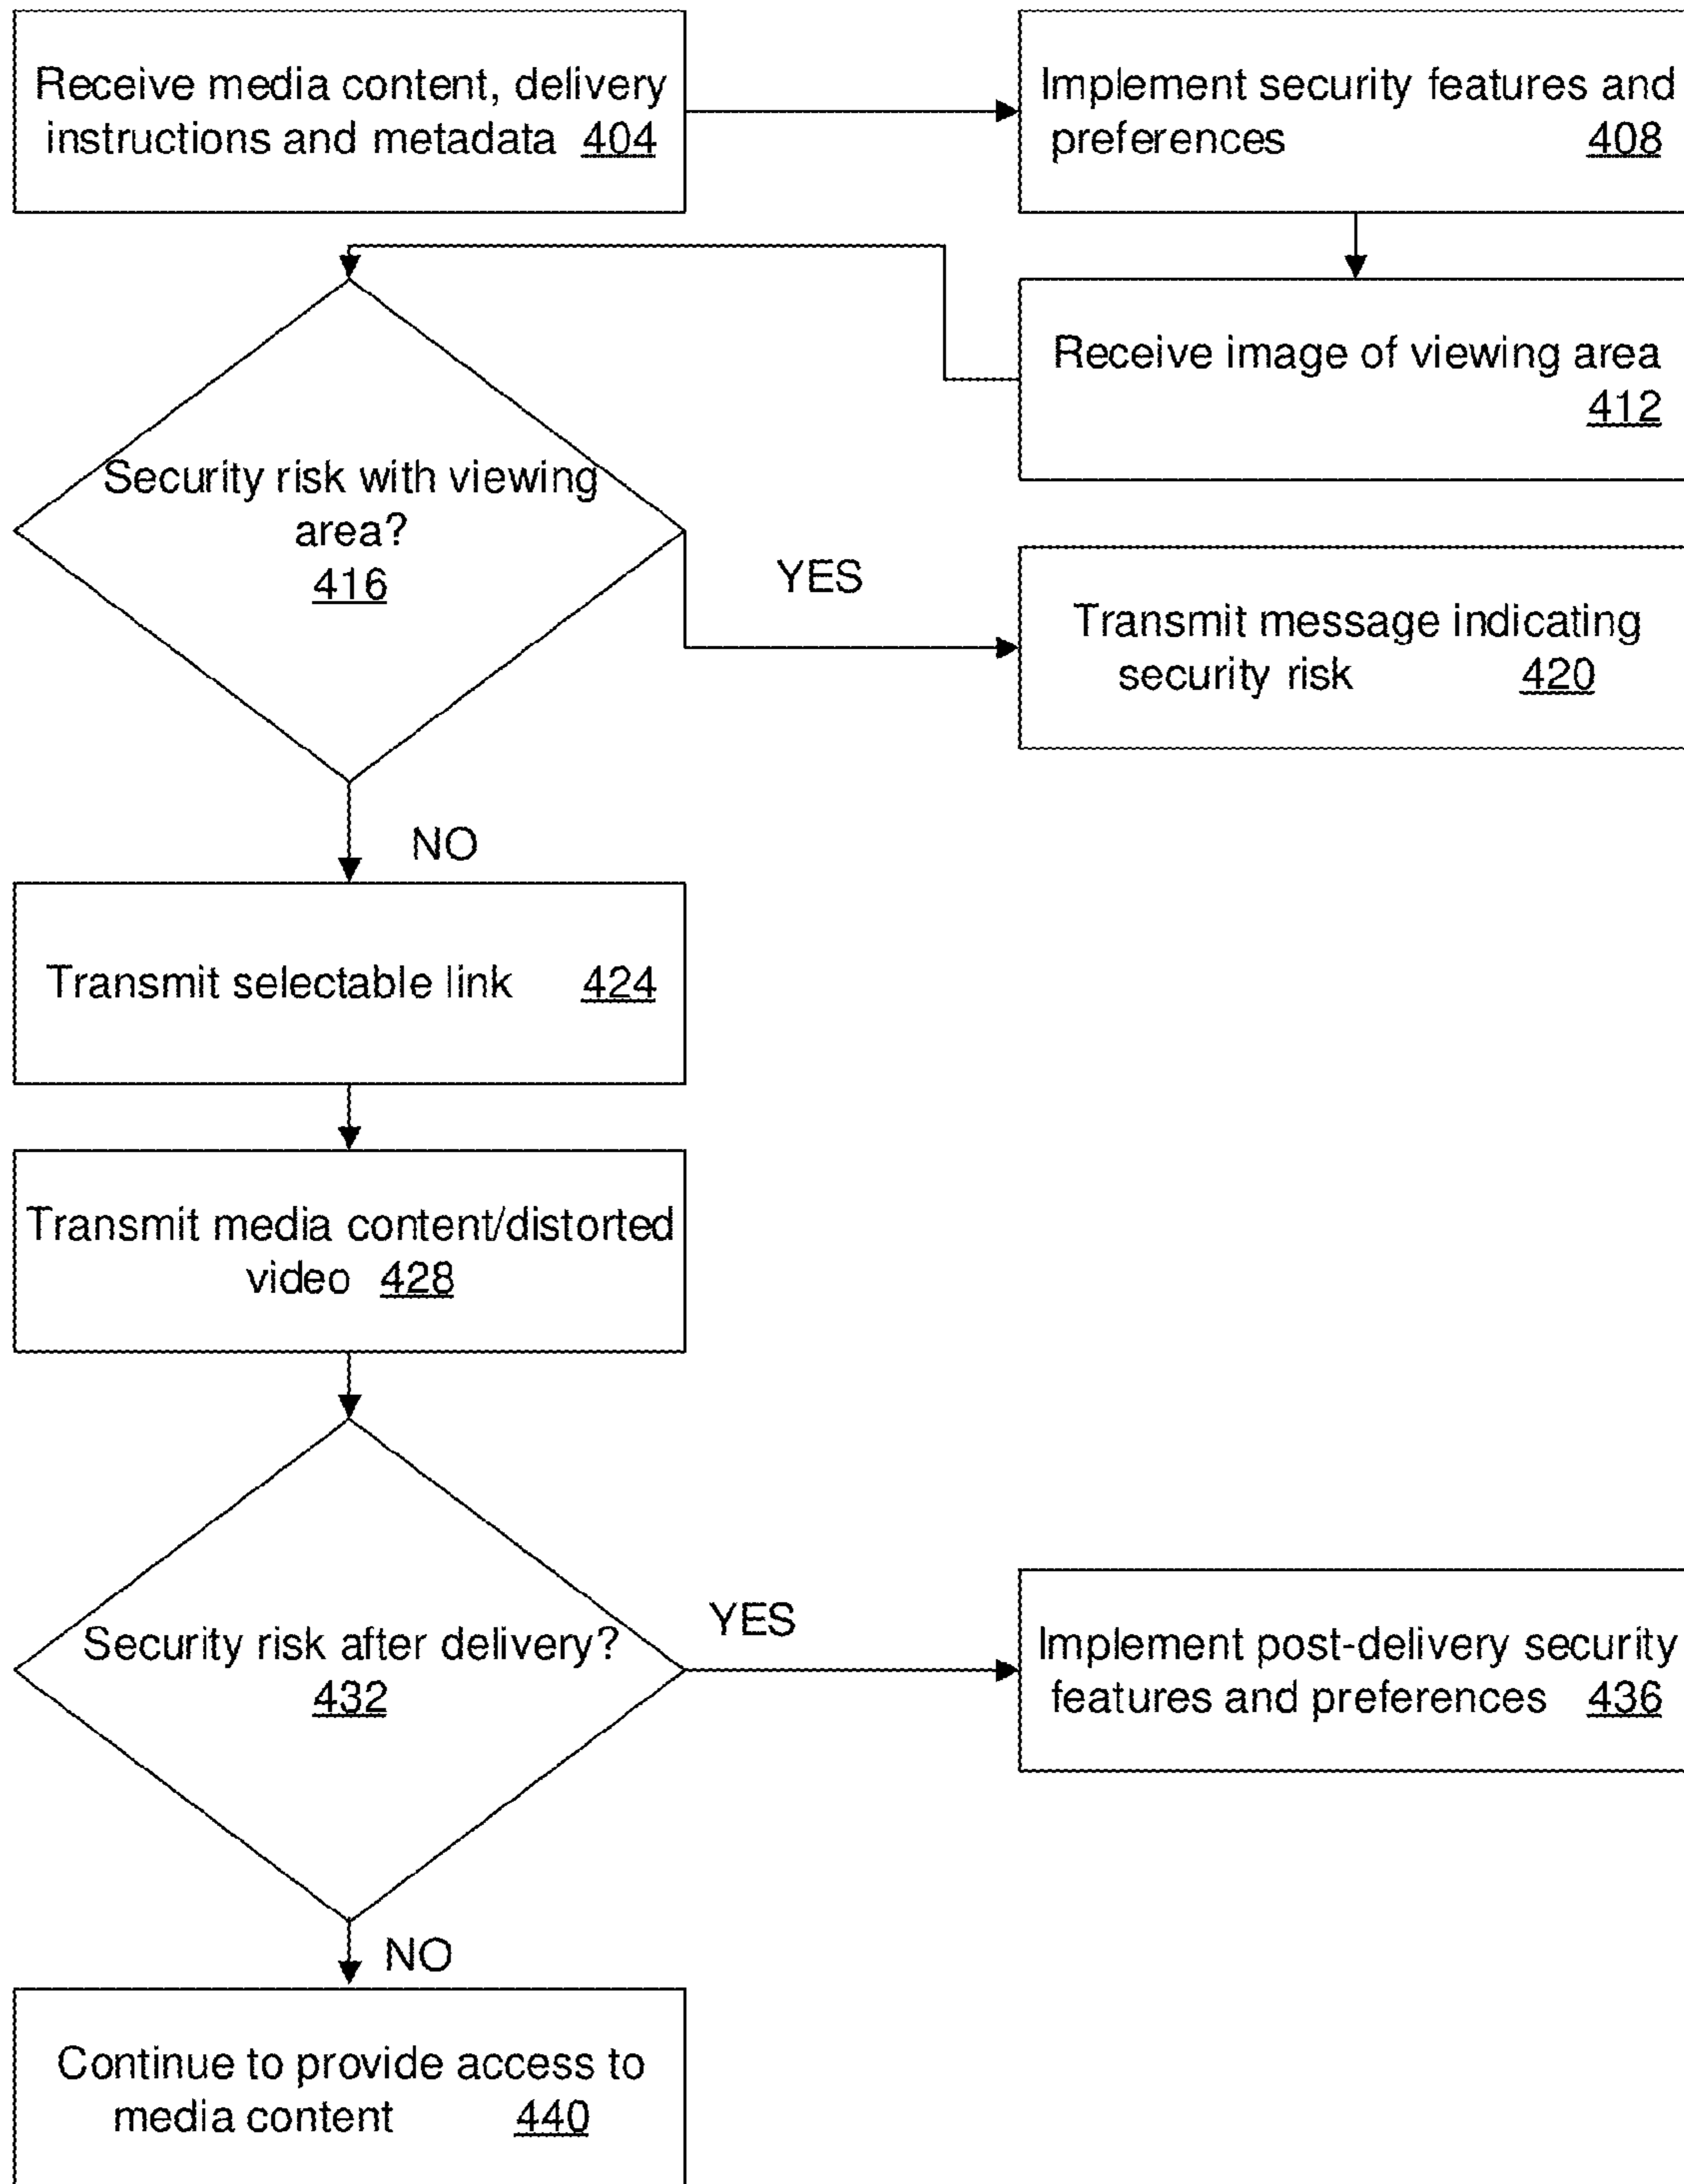 Receive media content, delivery
instructions and metadata 404
Implement security features and
preferences 408
Receive image of viewing area
412
Security risk with viewing
area?
416
YES
Transmit message indicating
security risk 420
NO
Transmit selectable link 424
Transmit media content/distorted
video 428
Security risk after delivery?
432
YES
Implement post-delivery security
features and preferences 436
NO
Continue to provide access to
media content 440